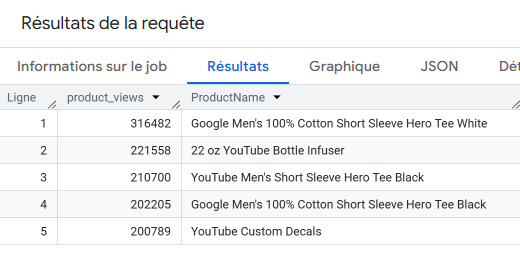 Résultats de la requête
Informations sur le job Résultats Graphique JSON Dét
Ligne product_views ProductName
1 316482 Google Men's 100% Cotton Short Sleeve Hero Tee White
2 221558 22 oz YouTube Bottle Infuser
3 210700 YouTube Men's Short Sleeve Hero Tee Black
4 202205 Google Men's 100% Cotton Short Sleeve Hero Tee Black
5 200789 YouTube Custom Decals